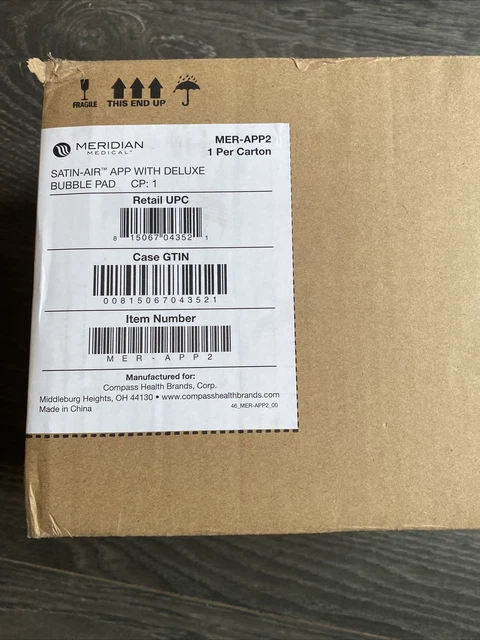 FRAGILE
THIS END UP
MERIDIAN
MEDICAL™
MER-APP2
1 Per Carton
SATIN-AIR™ APP WITH DELUXE
BUBBLE PAD CP: 1
Retail UPC
8 15067 04352 1
Case GTIN
00815067043521
Item Number
MER-APP2
Manufactured for:
Compass Health Brands, Corp.
Middleburg Heights, OH 44130 • www.compasshealthbrands.com
Made in China
46_MER-APP2_00